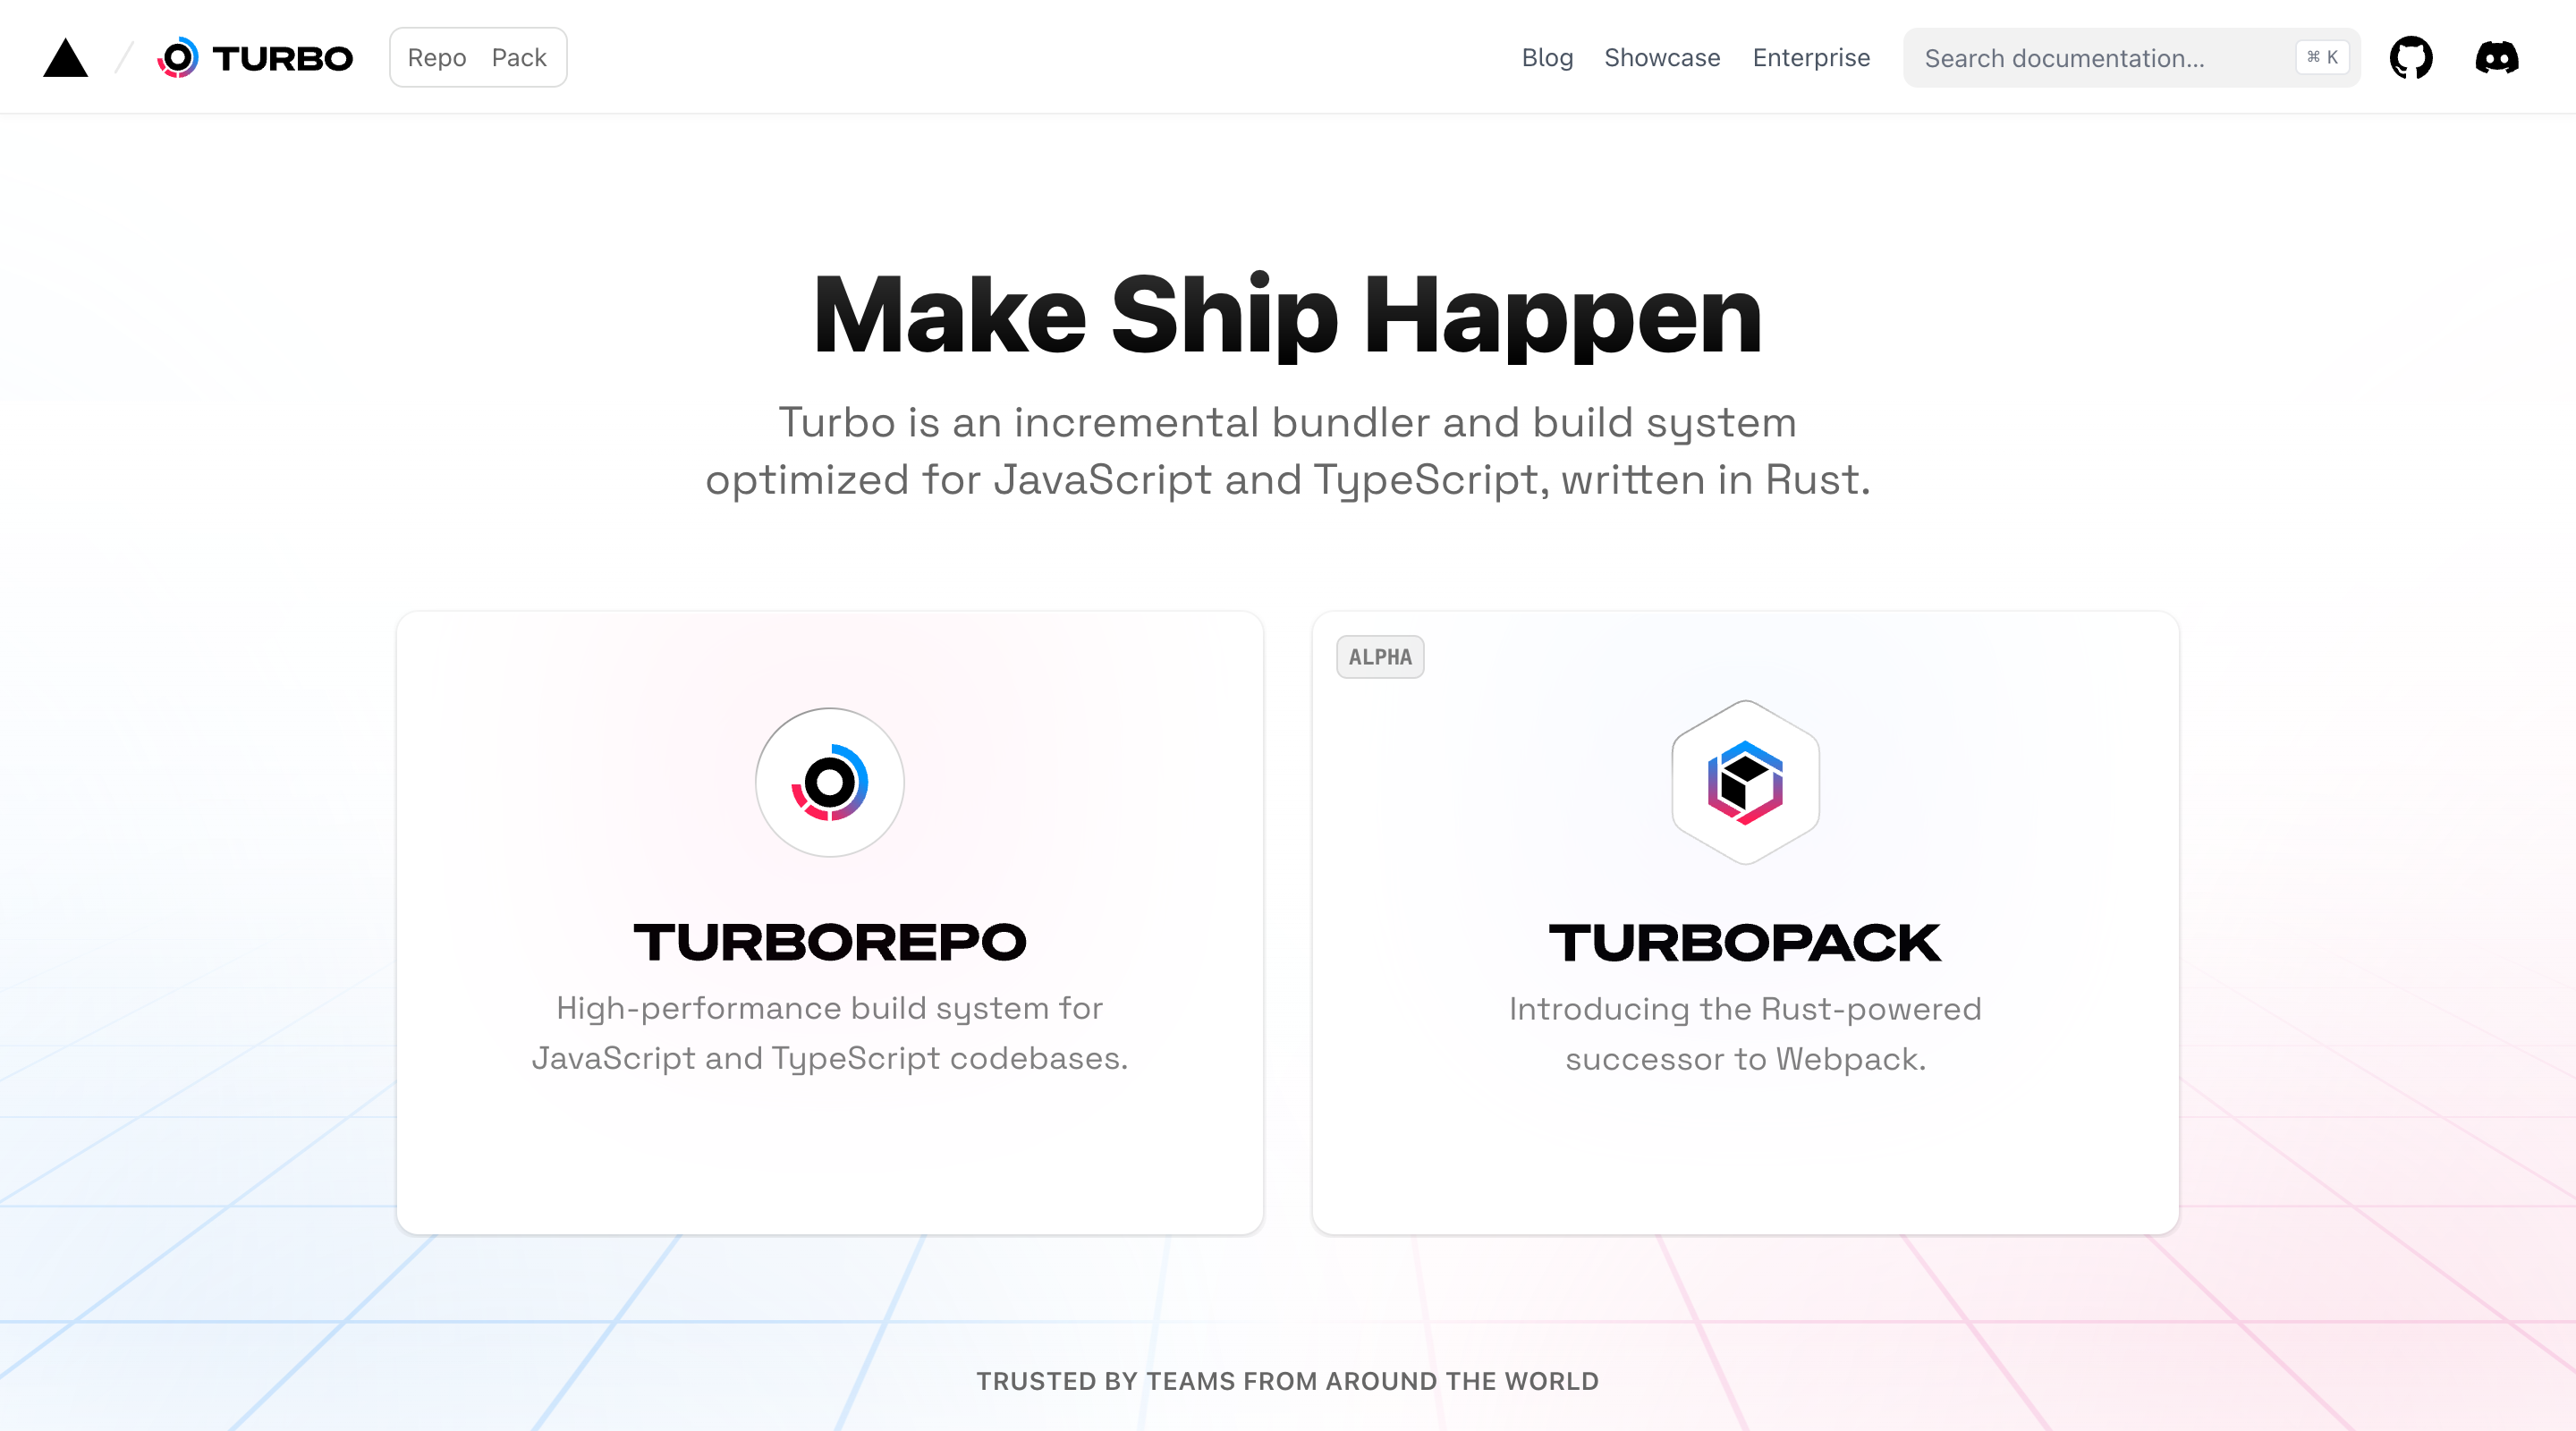 TURBO
Repo Pack
Blog Showcase Enterprise
Search documentation...
⌘ K
Make Ship Happen
Turbo is an incremental bundler and build system
optimized for JavaScript and TypeScript, written in Rust.
TURBOREPO
High-performance build system for
JavaScript and TypeScript codebases.
ALPHA
TURBOPACK
Introducing the Rust-powered
successor to Webpack.
TRUSTED BY TEAMS FROM AROUND THE WORLD